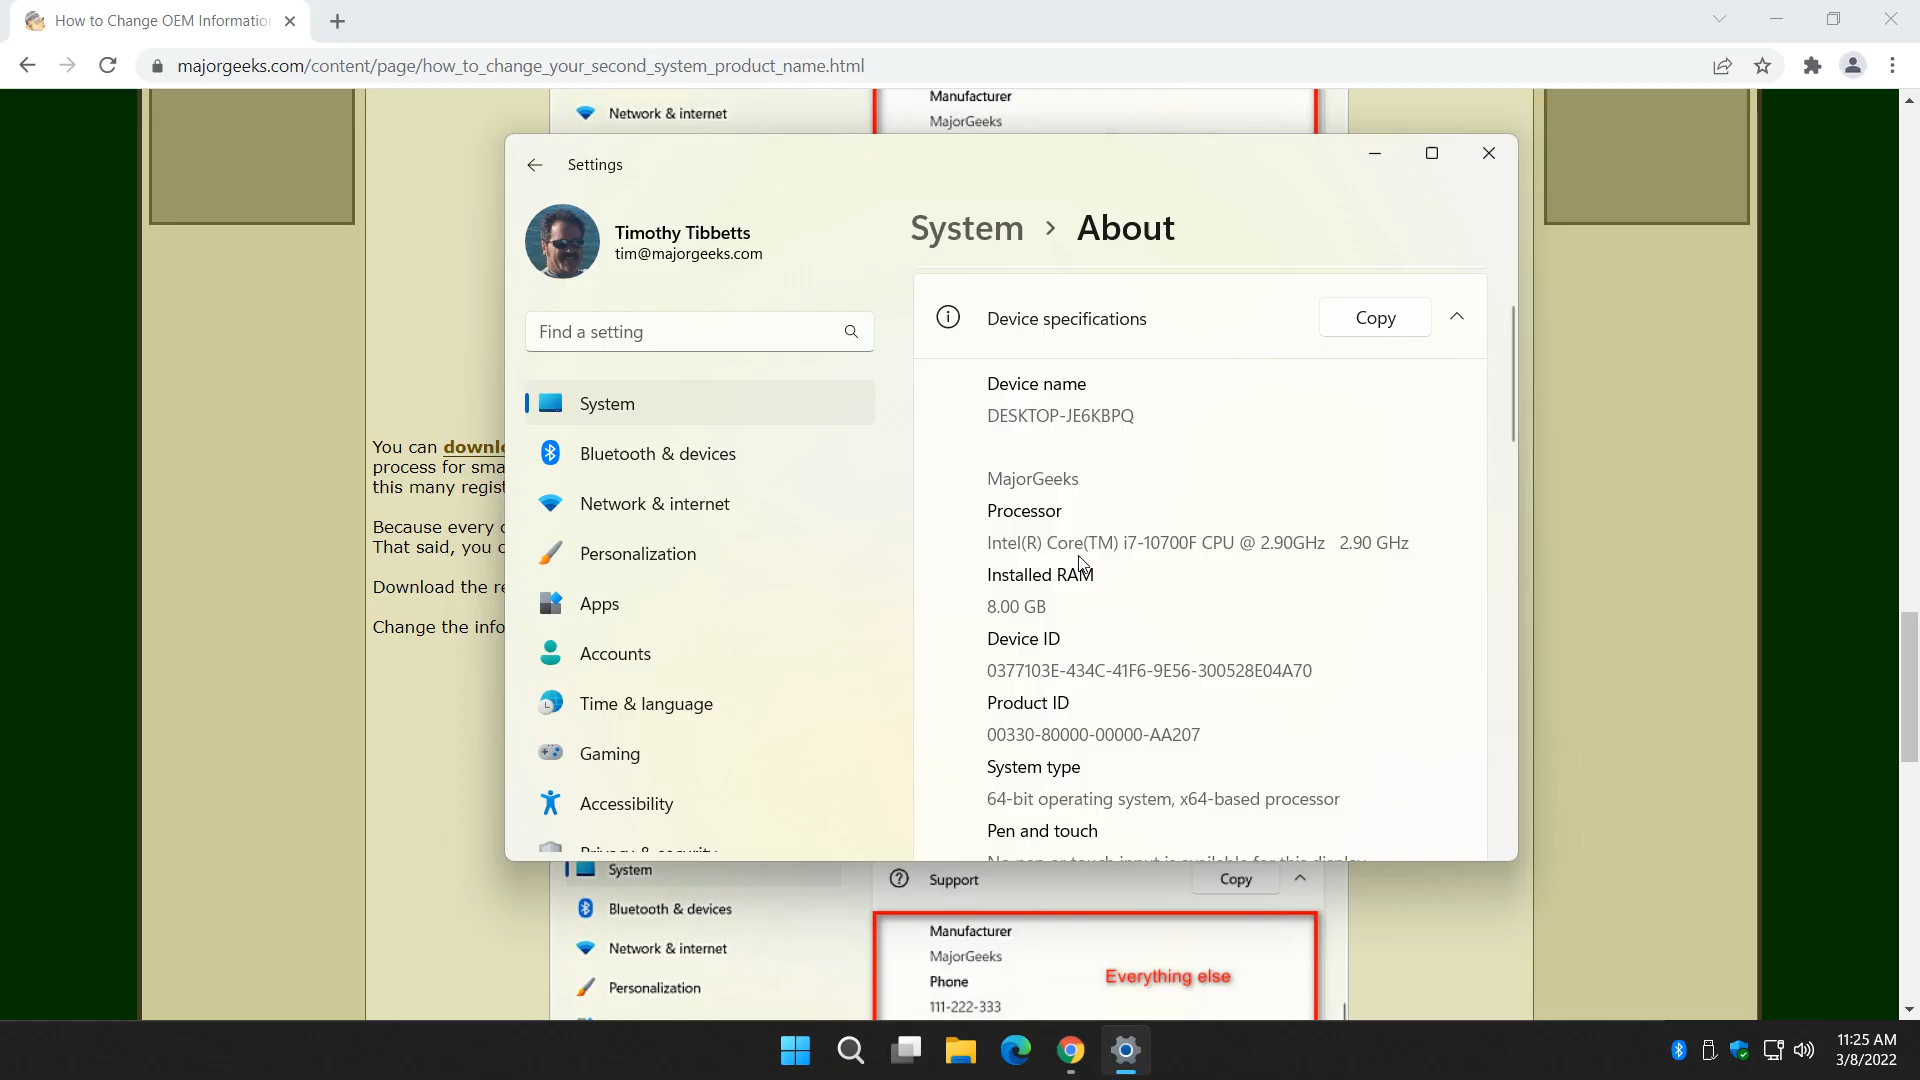 How to Change OEM Informatio
majorgeeks.com/content/page/how_to_change_your_second_system_product_name.html
Network & internet
Manufacturer
MajorGeeks
Settings
Timothy Tibbetts
tim@majorgeeks.com
System > About
Find a setting
Device specifications
Copy
Device name
DESKTOP-JE6KBPQ
MajorGeeks
Processor
Intel(R) Core(TM) i7-10700F CPU @ 2.90GHz 2.90 GHz
Installed RAM
8.00 GB
Device ID
0377103E-434C-41F6-9E56-300528E04A70
Product ID
00330-80000-00000-AA207
System type
64-bit operating system, x64-based processor
Pen and touch
System
Bluetooth & devices
Network & internet
Personalization
Apps
Accounts
Time & language
Gaming
Accessibility
Privacy & security
You can downlo
process for sma
this many regist
Because every
That said, you c
Download the re
Change the info
System
Bluetooth & devices
Network & internet
Personalization
Support
Copy
Manufacturer
MajorGeeks
Phone
111-222-333
Everything else
11:25 AM
3/8/2022